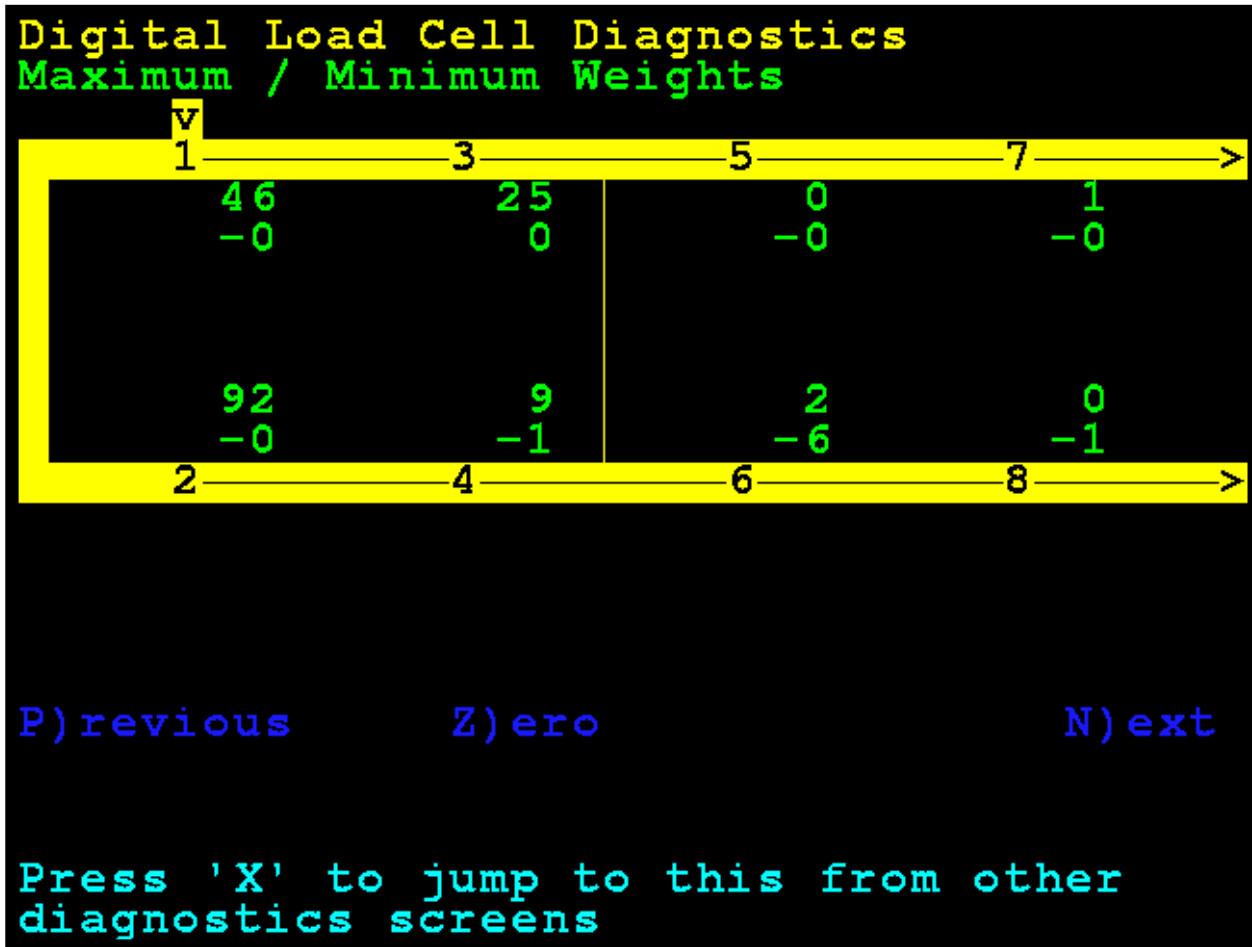 Digital Load Cell Diagnostics
Maximum / Minimum Weights
v
1 3 5 7 >
46 25 0 1
-0 0 -0 -0
92 9 2 0
-0 -1 -6 -1
2 4 6 8 >
P)revious Z)ero N)ext
Press 'X' to jump to this from other
diagnostics screens